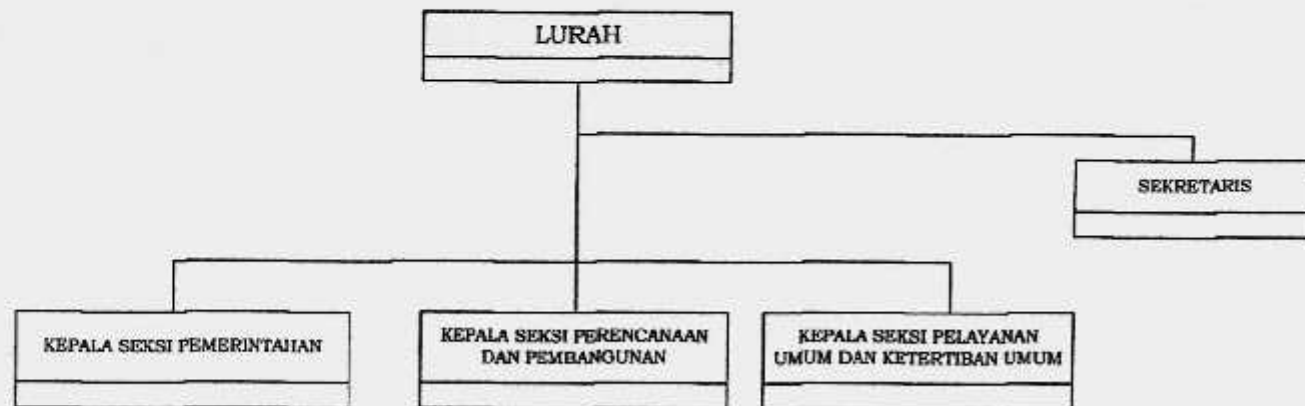 LURAH
SEKRETARIS
KEPALA SEKSI PEMERINTAHAN
KEPALA SEKSI PERENCANAAN
DAN PEMBANGUNAN
KEPALA SEKSI PELAYANAN
UMUM DAN KETERTIBAN UMUM